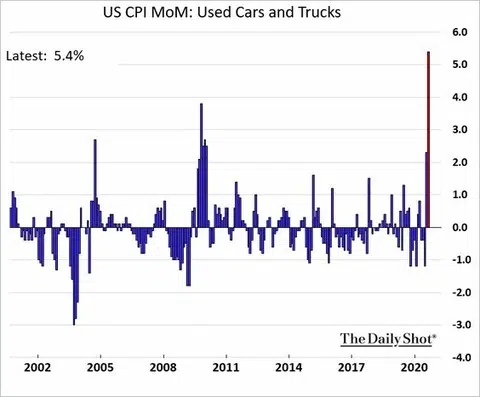 US CPI MoM: Used Cars and Trucks
Latest: 5.4%
6.0
5.0
4.0
3.0
2.0
1.0
0.0
-1.0
-2.0
-3.0
-4.0
The Daily Shot*
2002 2005 2008 2011 2014 2017 2020